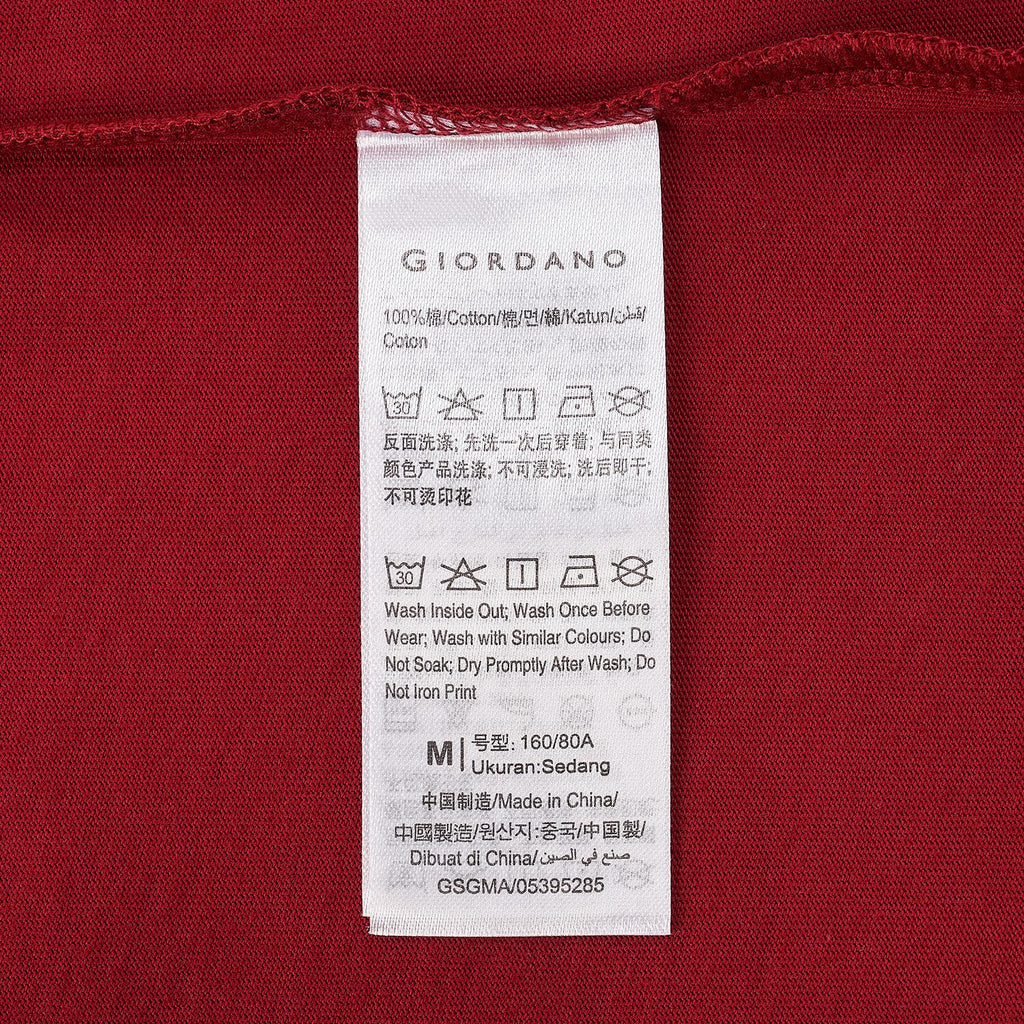 GIORDANO
100%棉/Cotton/棉/면/綿/Katun/قطن/
Coton
30
反面洗涤; 先洗一次后穿着; 与同类
颜色产品洗涤; 不可浸洗; 洗后即干;
不可烫印花
30
Wash Inside Out; Wash Once Before
Wear; Wash with Similar Colours; Do
Not Soak; Dry Promptly After Wash; Do
Not Iron Print
M 号型: 160/80A
Ukuran:Sedang
中国制造/Made in China/
中國製造/원산지:중국/中国製/
Dibuat di China/صنع في الصين
GSGMA/05395285